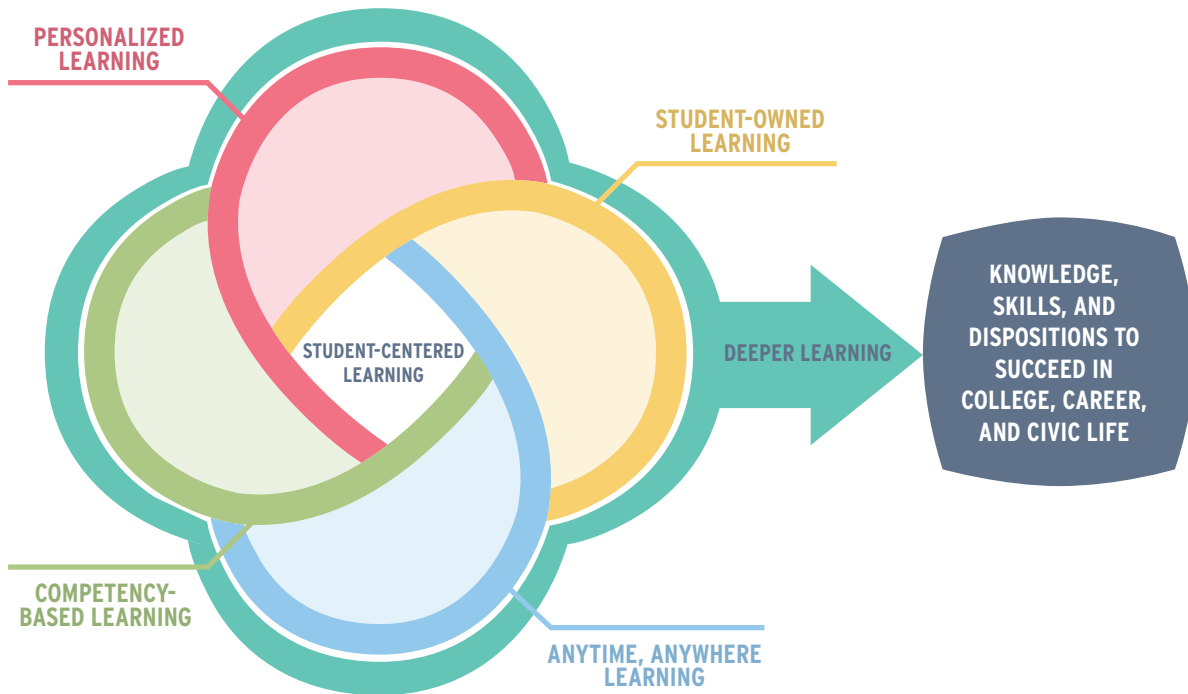 PERSONALIZED
LEARNING
STUDENT-OWNED
LEARNING
STUDENT-CENTERED
LEARNING
DEEPER LEARNING
KNOWLEDGE,
SKILLS, AND
DISPOSITIONS TO
SUCCEED IN
COLLEGE, CAREER,
AND CIVIC LIFE
COMPETENCY-
BASED LEARNING
ANYTIME, ANYWHERE
LEARNING